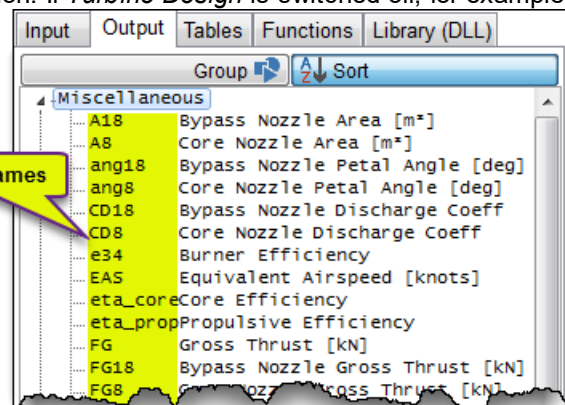 Turbine Design is switched off, for example
Input Output Tables Functions Library (DLL)
Group Sort
Miscellaneous
A18 Bypass Nozzle Area [m²]
A8 Core Nozzle Area [m²]
ang18 Bypass Nozzle Petal Angle [deg]
ang8 Core Nozzle Petal Angle [deg]
CD18 Bypass Nozzle Discharge Coeff
CD8 Core Nozzle Discharge Coeff
e34 Burner Efficiency
EAS Equivalent Airspeed [knots]
eta_core Core Efficiency
eta_prop Propulsive Efficiency
FG Gross Thrust [kN]
FG18 Bypass Nozzle Gross Thrust [kN]
FG8 Gross Thrust [kN]
ames